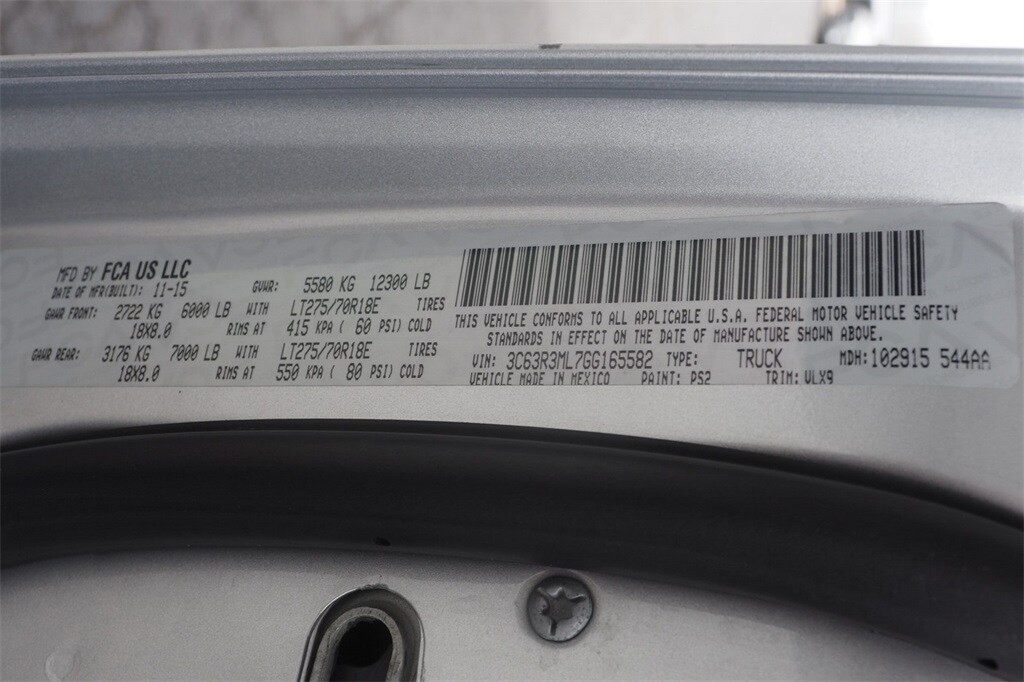 MFD BY FCA US LLC
DATE OF MFR(BUILT): 11-15 GVWR: 5580 KG 12300 LB
GAWR FRONT: 2722 KG 6000 LB WITH LT275/70R18E TIRES
18X8.0 RIMS AT 415 KPA ( 60 PSI) COLD
GAWR REAR: 3176 KG 7000 LB WITH LT275/70R18E TIRES
18X8.0 RIMS AT 550 KPA ( 80 PSI) COLD
THIS VEHICLE CONFORMS TO ALL APPLICABLE U.S.A. FEDERAL MOTOR VEHICLE SAFETY
STANDARDS IN EFFECT ON THE DATE OF MANUFACTURE SHOWN ABOVE.
VIN: 3C63R3ML7GG165582 TYPE: TRUCK MDH: 102915 544AA
VEHICLE MADE IN MEXICO PAINT: PS2 TRIM: VLX9